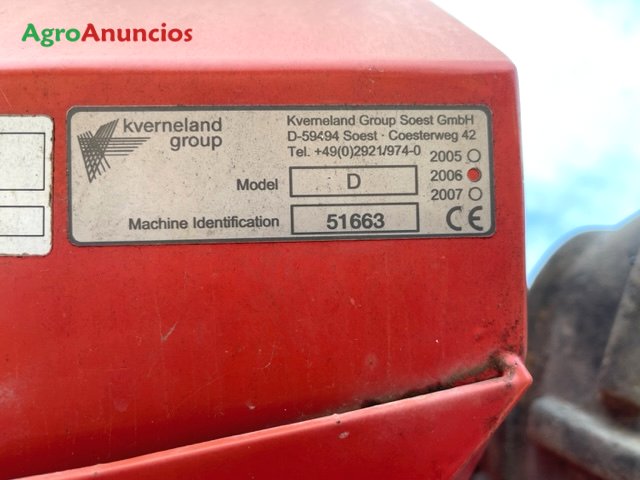 AgroAnuncios
kverneland
group
Kverneland Group Soest GmbH
D-59494 Soest · Coesterweg 42
Tel. +49(0)2921/974-0
2005
Model D
2006
2007
Machine Identification 51663
CE